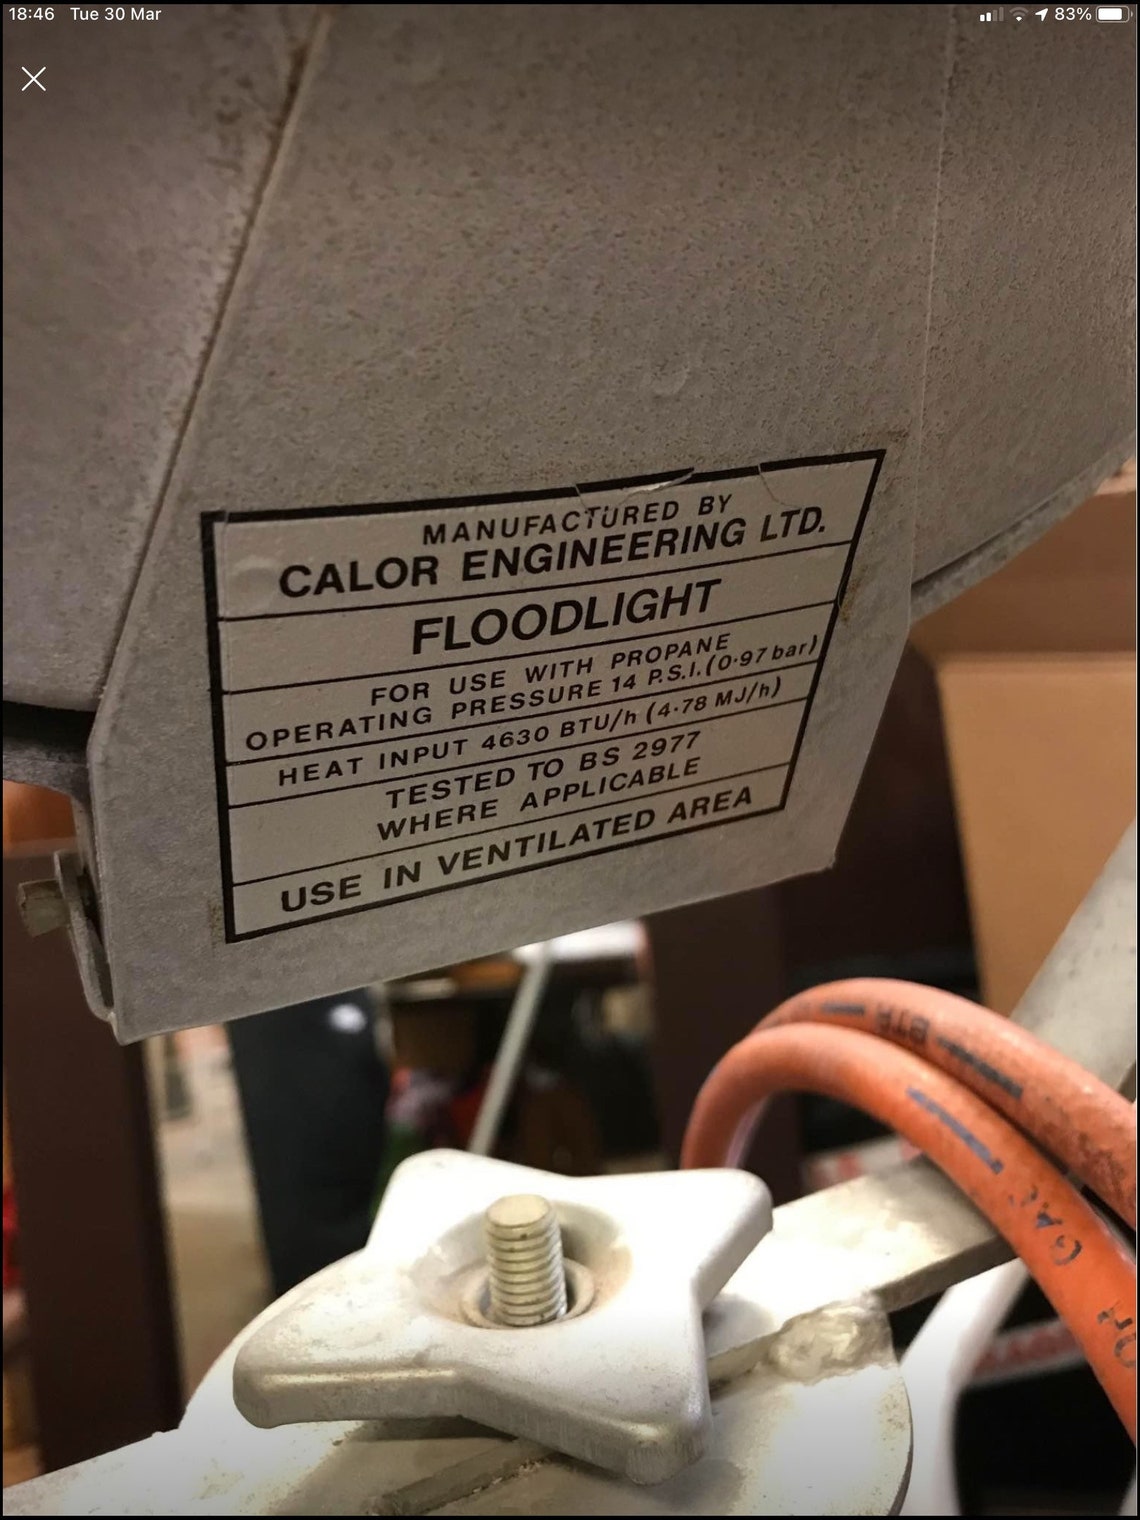 18:46 Tue 30 Mar
83%
MANUFACTURED BY
CALOR ENGINEERING LTD.
FLOODLIGHT
FOR USE WITH PROPANE
OPERATING PRESSURE 14 P.S.I. (0·97 bar)
HEAT INPUT 4630 BTU/h (4·78 MJ/h)
TESTED TO BS 2977
WHERE APPLICABLE
USE IN VENTILATED AREA